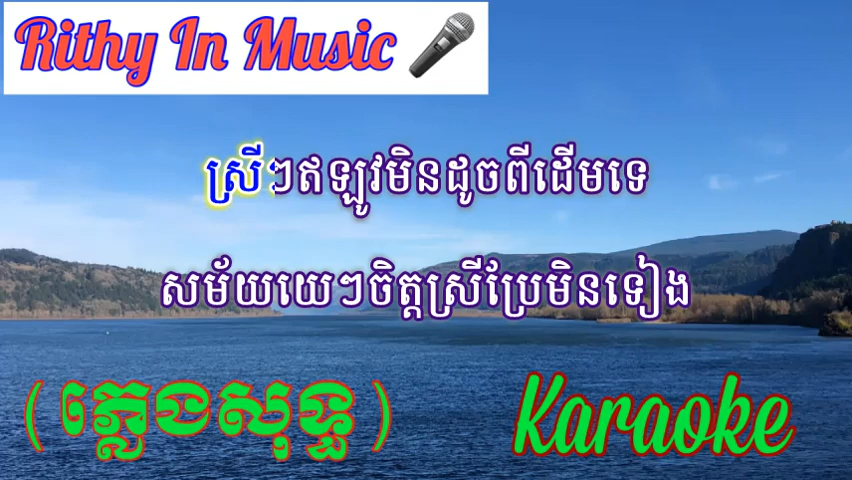 Rithy In Music
ស្រីៗឥឡូវមិនដូចពីដើមទេ
សម័យយេៗចិត្តស្រីប្រែមិនទៀង
(ភ្លេងសុទ្ធ)
Karaoke